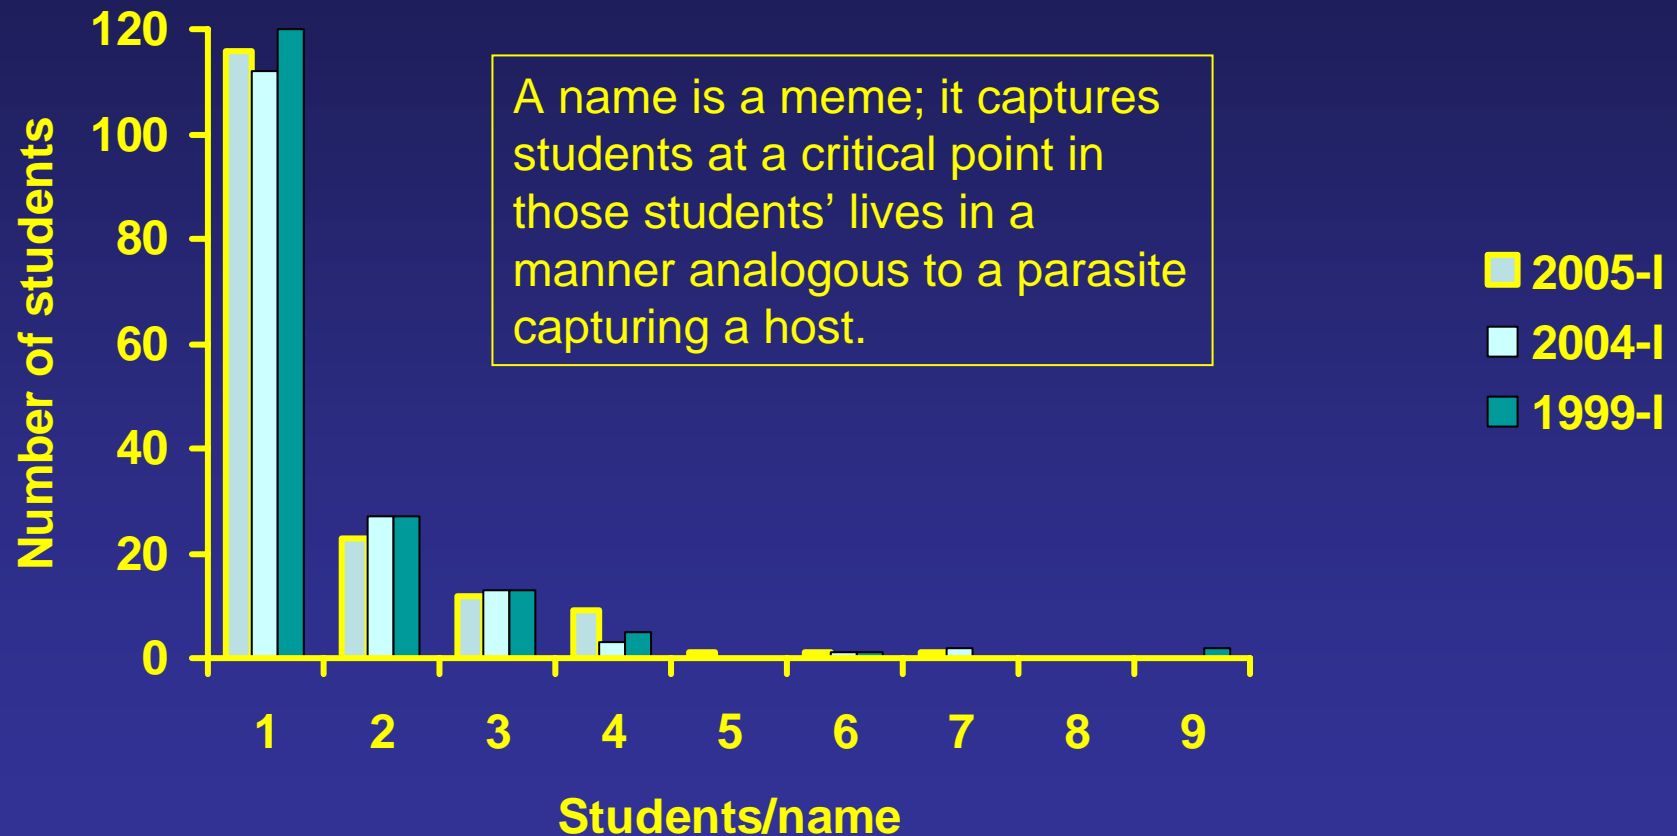 120
100
80
60
40
20
0
Number of students
A name is a meme; it captures
students at a critical point in
those students’ lives in a
manner analogous to a parasite
capturing a host.
2005-I
2004-I
1999-I
1 2 3 4 5 6 7 8 9
Students/name